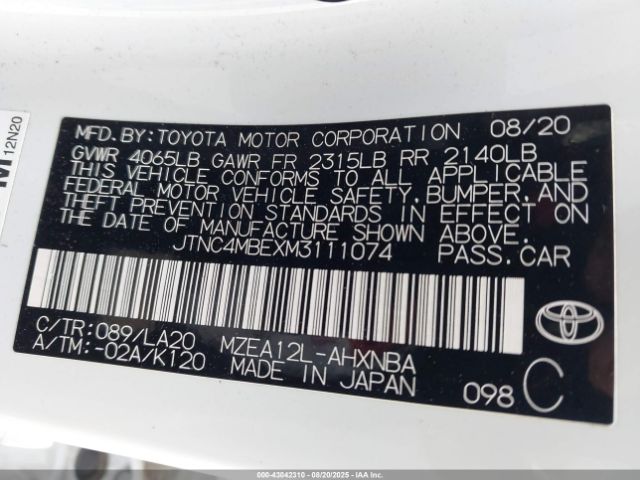 MFD.BY:TOYOTA MOTOR CORPORATION 08/20
GVWR 4065LB GAWR FR 2315LB RR 2140LB
THIS VEHICLE CONFORMS TO ALL APPLICABLE
FEDERAL MOTOR VEHICLE SAFETY,BUMPER,AND
THEFT PREVENTION STANDARDS IN EFFECT ON
THE DATE OF MANUFACTURE SHOWN ABOVE.
JTNC4MBEXM3111074 PASS.CAR
C/TR:089/LA20 MZEA12L-AHXNBA
A/TM:-02A/K120 MADE IN JAPAN
098 C
M 12N20
000-43042310 - 08/20/2025 - IAAI.COM